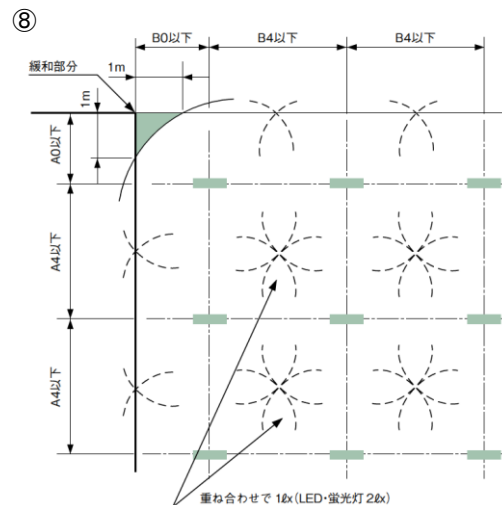 ⑧
B0以下
B4以下
B4以下
緩和部分
1m
1m
A0以下
A4以下
A4以下
重ね合わせで 1ℓx(LED・蛍光灯 2ℓx)